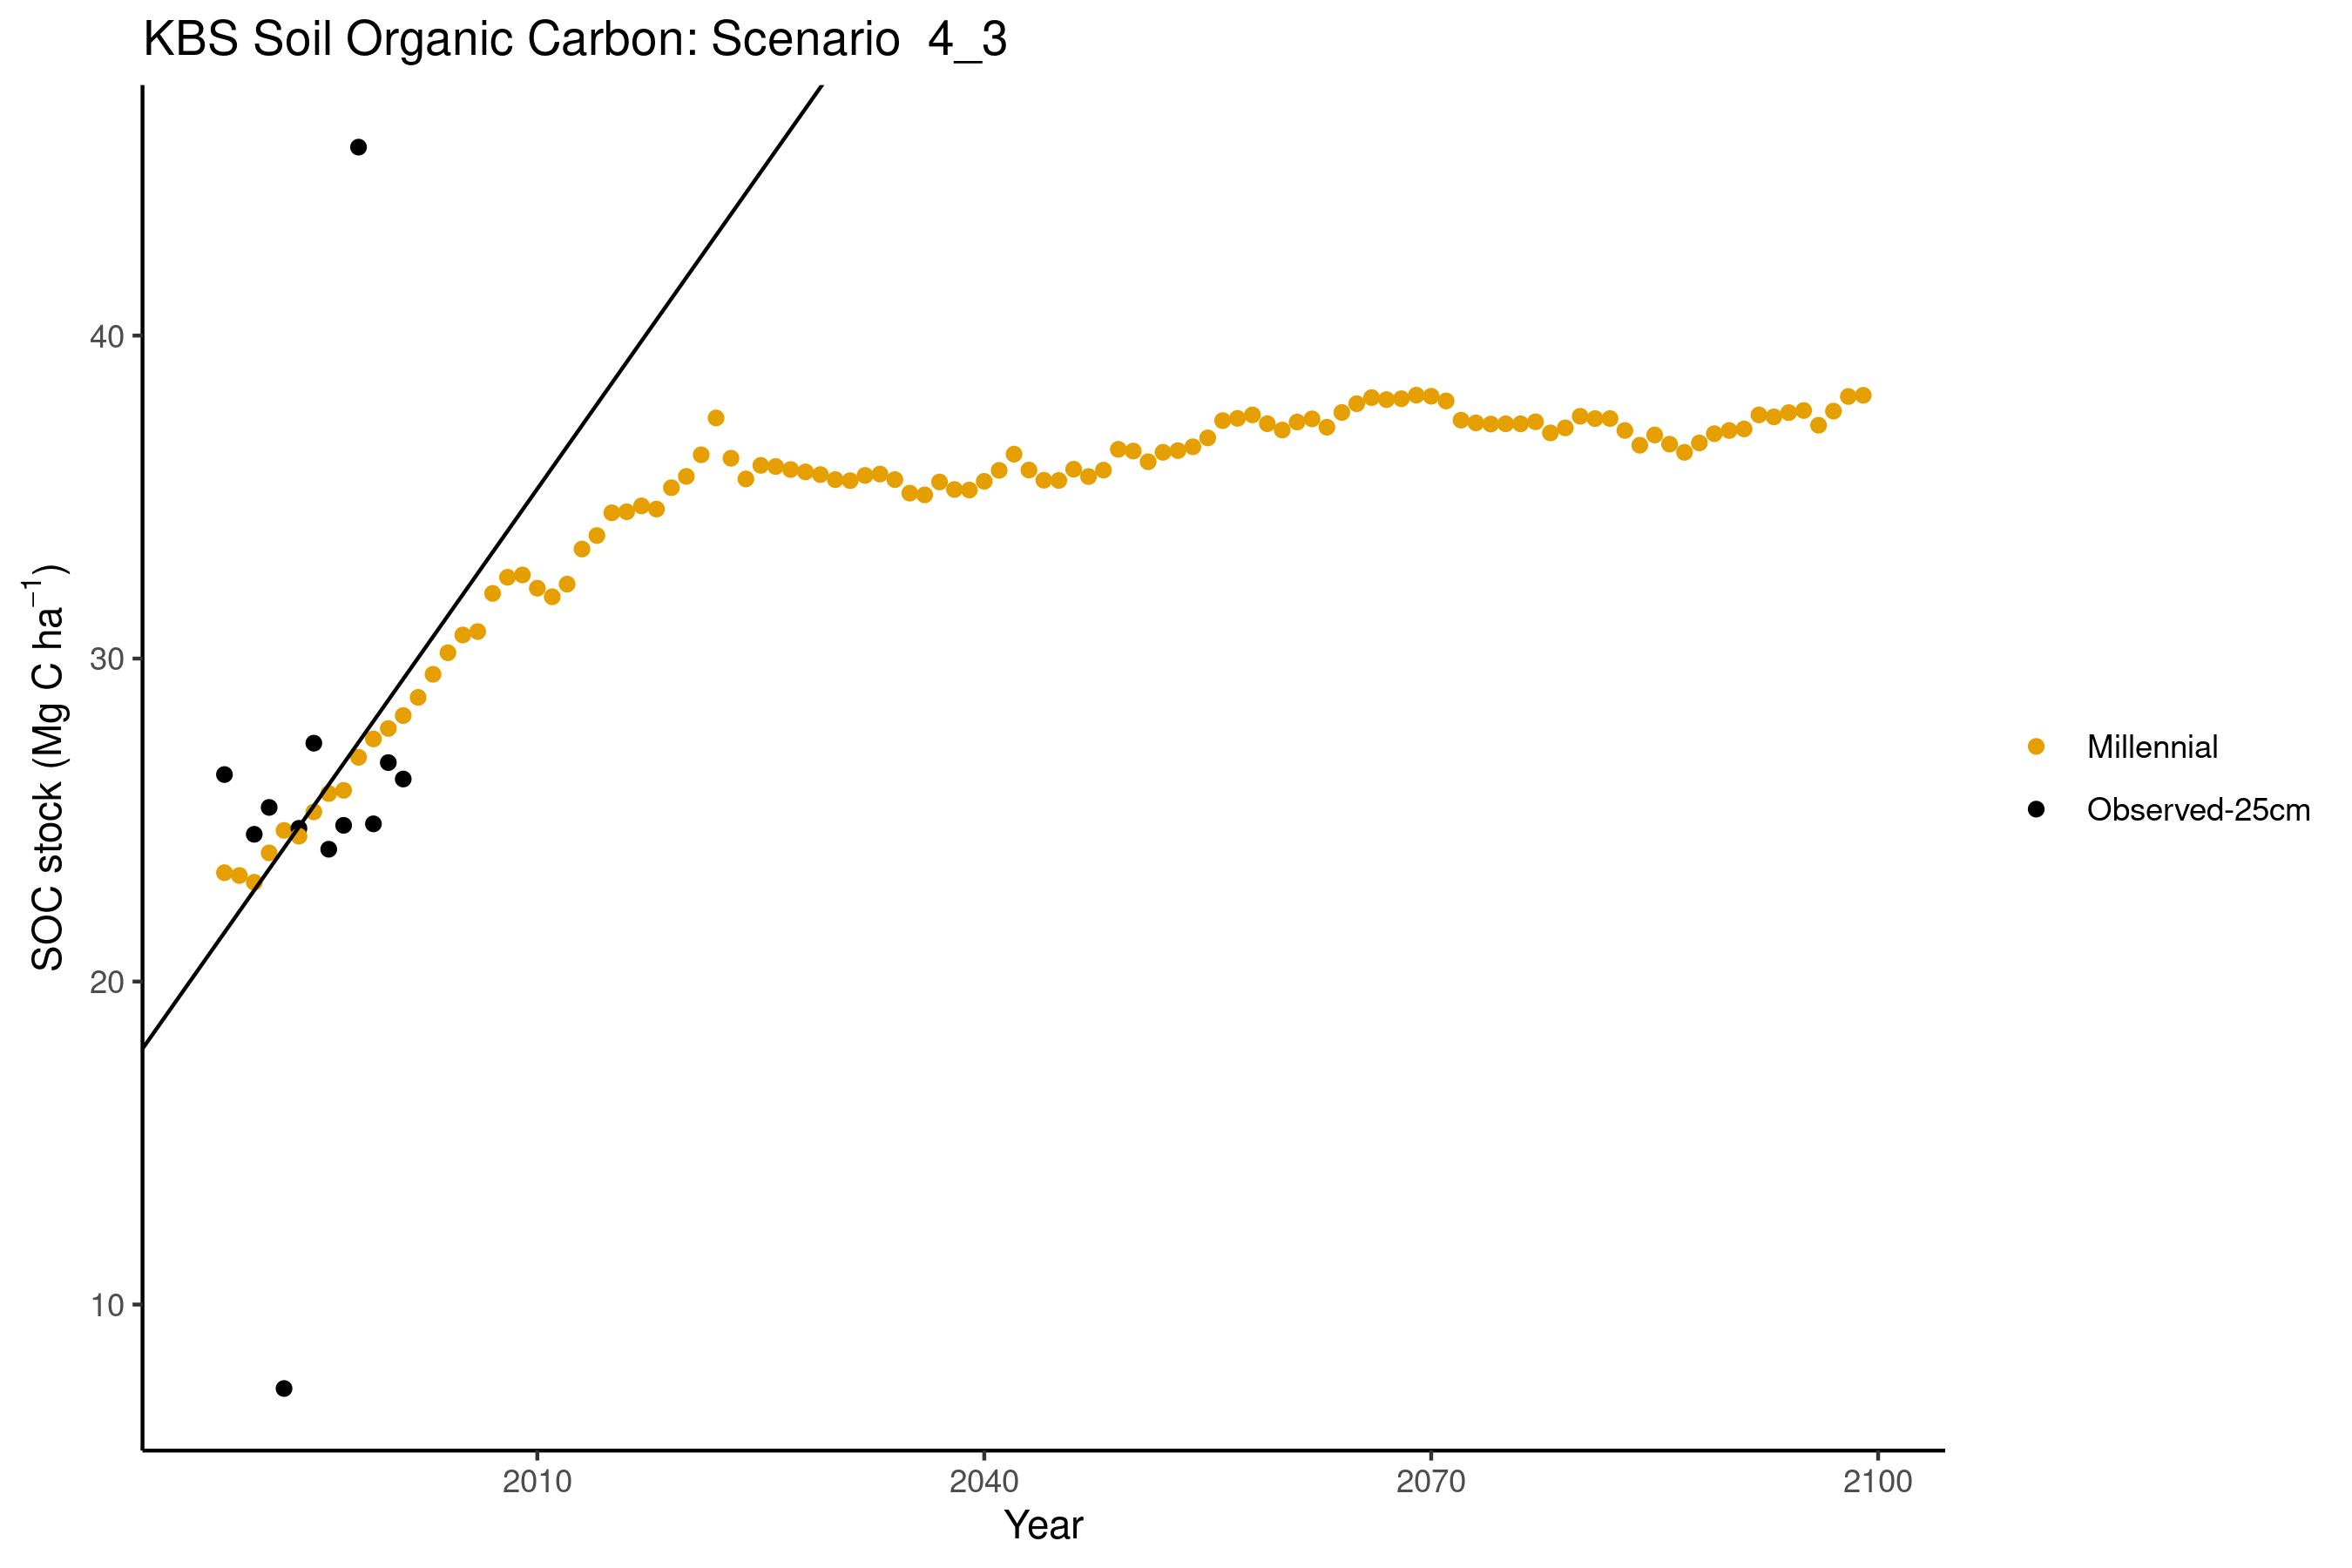 KBS Soil Organic Carbon: Scenario  4_3
SOC stock (Mg C ha⁻¹)
40
30
20
10
2010
2040
2070
2100
Year
Millennial
Observed-25cm